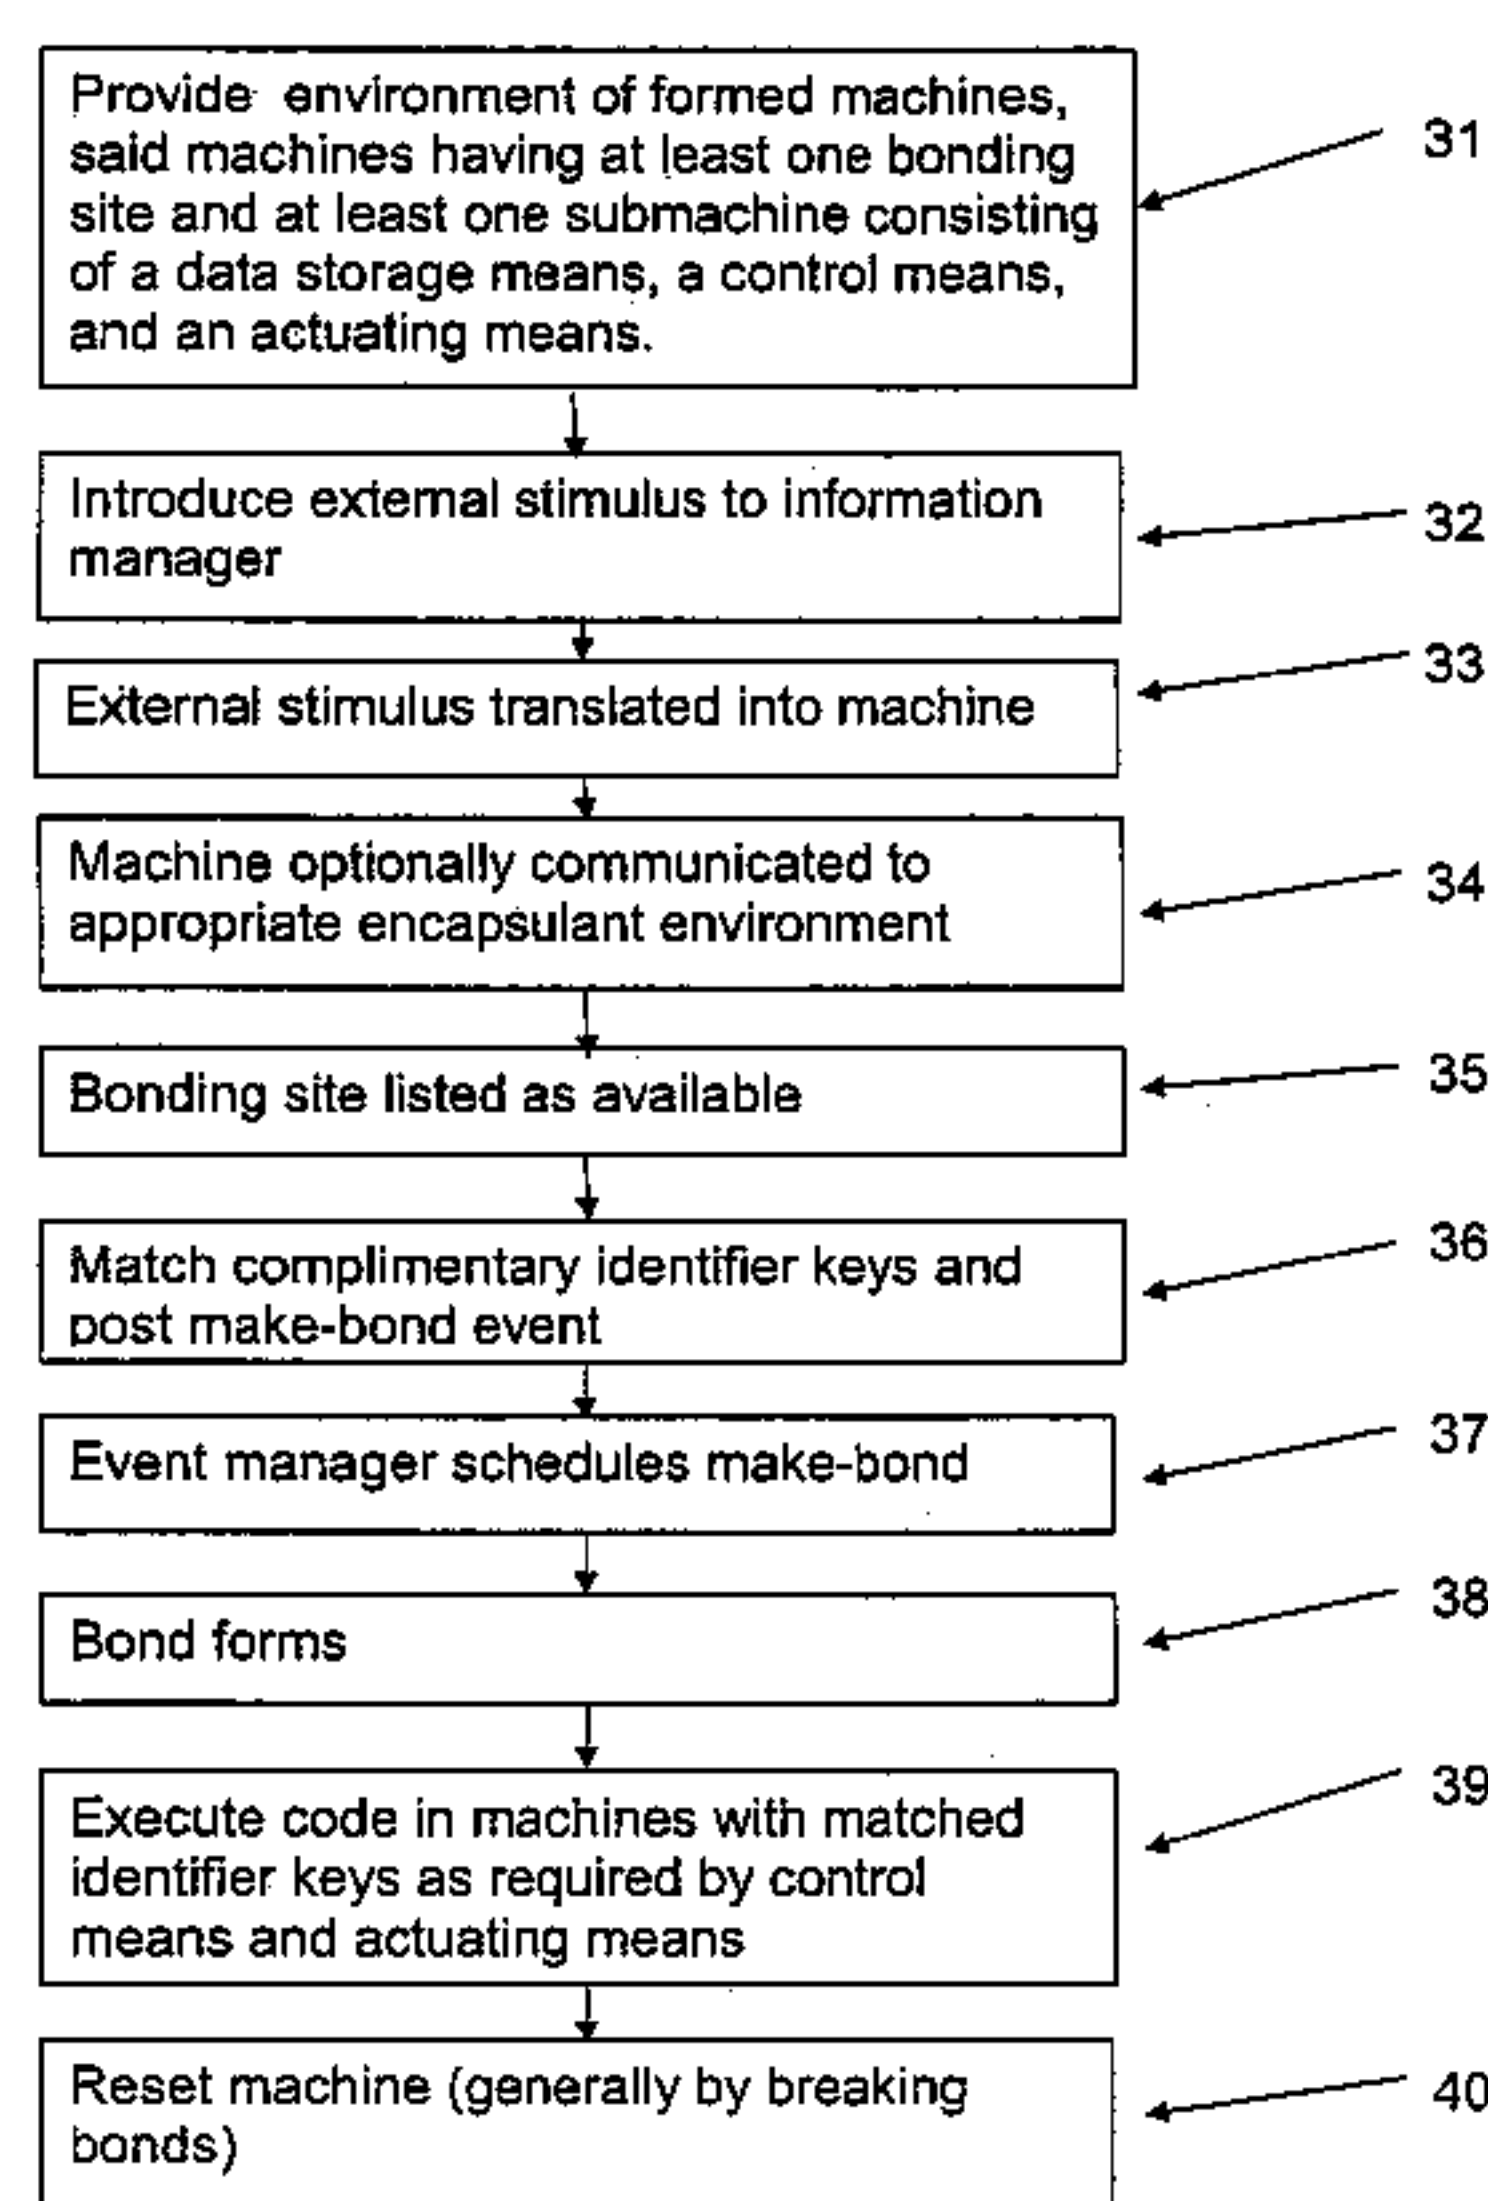 Provide environment of formed machines,
said machines having at least one bonding
site and at least one submachine consisting
of a data storage means, a control means,
and an actuating means.
31
Introduce external stimulus to information
manager
32
External stimulus translated into machine
33
Machine optionally communicated to
appropriate encapsulant environment
34
Bonding site listed as available
35
Match complimentary identifier keys and
post make-bond event
36
Event manager schedules make-bond
37
Bond forms
38
Execute code in machines with matched
identifier keys as required by control
means and actuating means
39
Reset machine (generally by breaking
bonds)
40